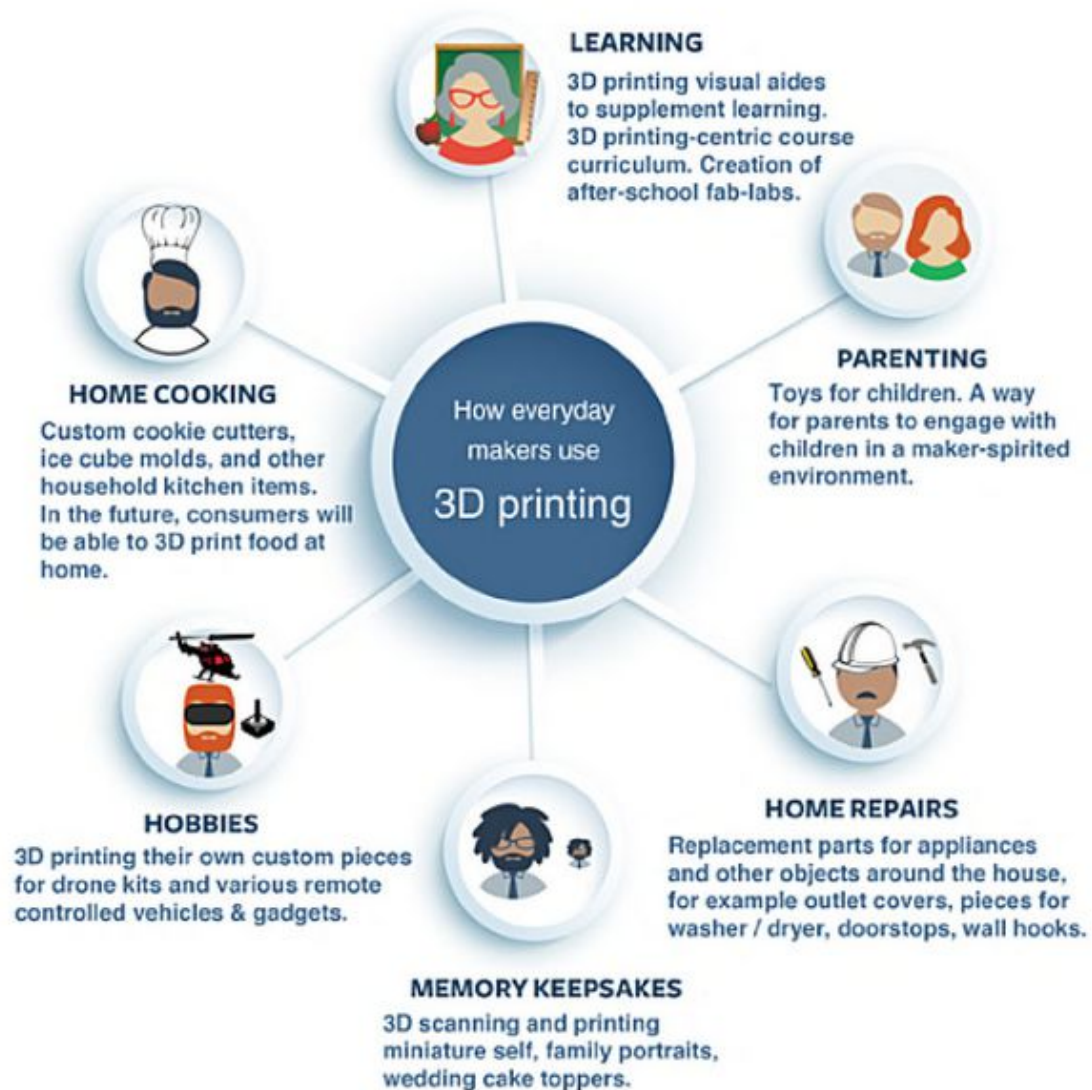 LEARNING
3D printing visual aides
to supplement learning.
3D printing-centric course
curriculum. Creation of
after-school fab-labs.
PARENTING
Toys for children. A way
for parents to engage with
children in a maker-spirited
environment.
HOME COOKING
Custom cookie cutters,
ice cube molds, and other
household kitchen items.
In the future, consumers will
be able to 3D print food at
home.
How everyday
makers use
3D printing
HOBBIES
3D printing their own custom pieces
for drone kits and various remote
controlled vehicles & gadgets.
HOME REPAIRS
Replacement parts for appliances
and other objects around the house,
for example outlet covers, pieces for
washer / dryer, doorstops, wall hooks.
MEMORY KEEPSAKES
3D scanning and printing
miniature self, family portraits,
wedding cake toppers.